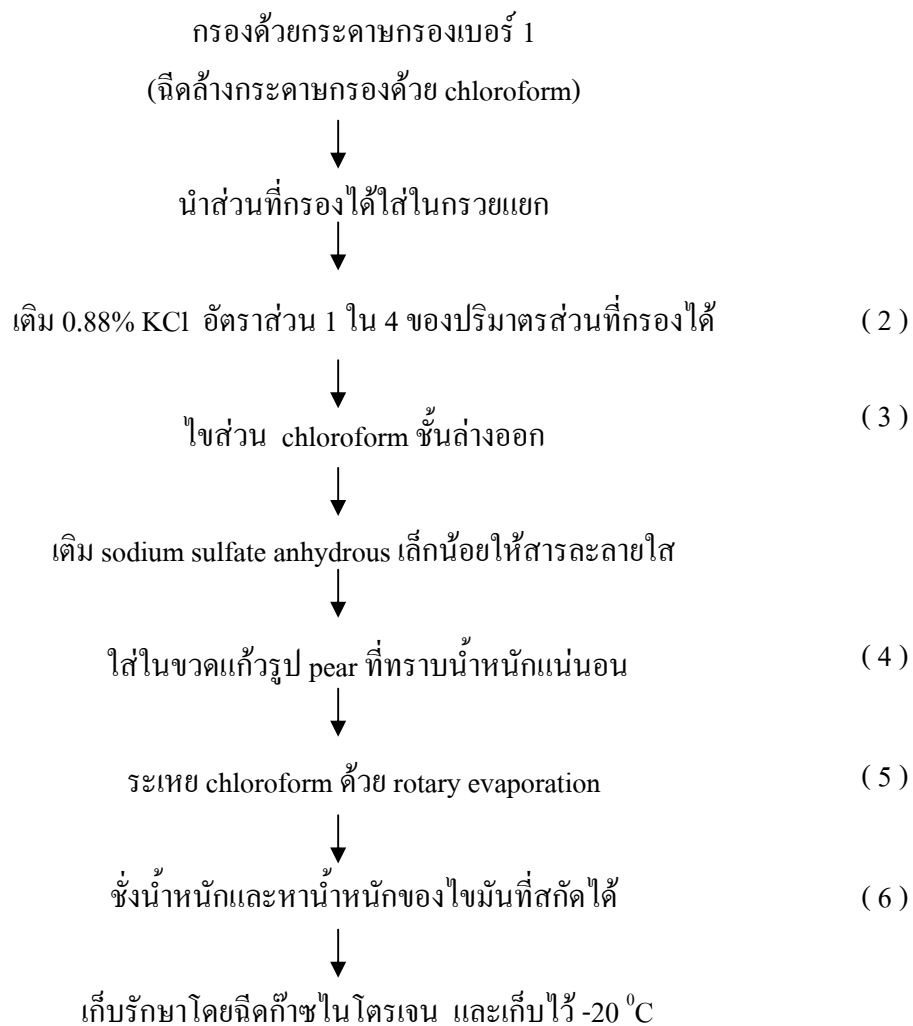 กรองด้วยกระดาษกรองเบอร์ 1
(ฉีดล้างกระดาษกรองด้วย chloroform)
นำส่วนที่กรองได้ใส่ในกรวยแยก
เติม 0.88% KCl อัตราส่วน 1 ใน 4 ของปริมาตรส่วนที่กรองได้ ( 2 )
ไขส่วน chloroform ชั้นล่างออก ( 3 )
เติม sodium sulfate anhydrous เล็กน้อยให้สารละลายใส
ใส่ในขวดแก้วรูป pear ที่ทราบน้ำหนักแน่นอน ( 4 )
ระเหย chloroform ด้วย rotary evaporation ( 5 )
ชั่งน้ำหนักและหาน้ำหนักของไขมันที่สกัดได้ ( 6 )
เก็บรักษาโดยฉีดก๊าซไนโตรเจน และเก็บไว้ -20 ⁰C